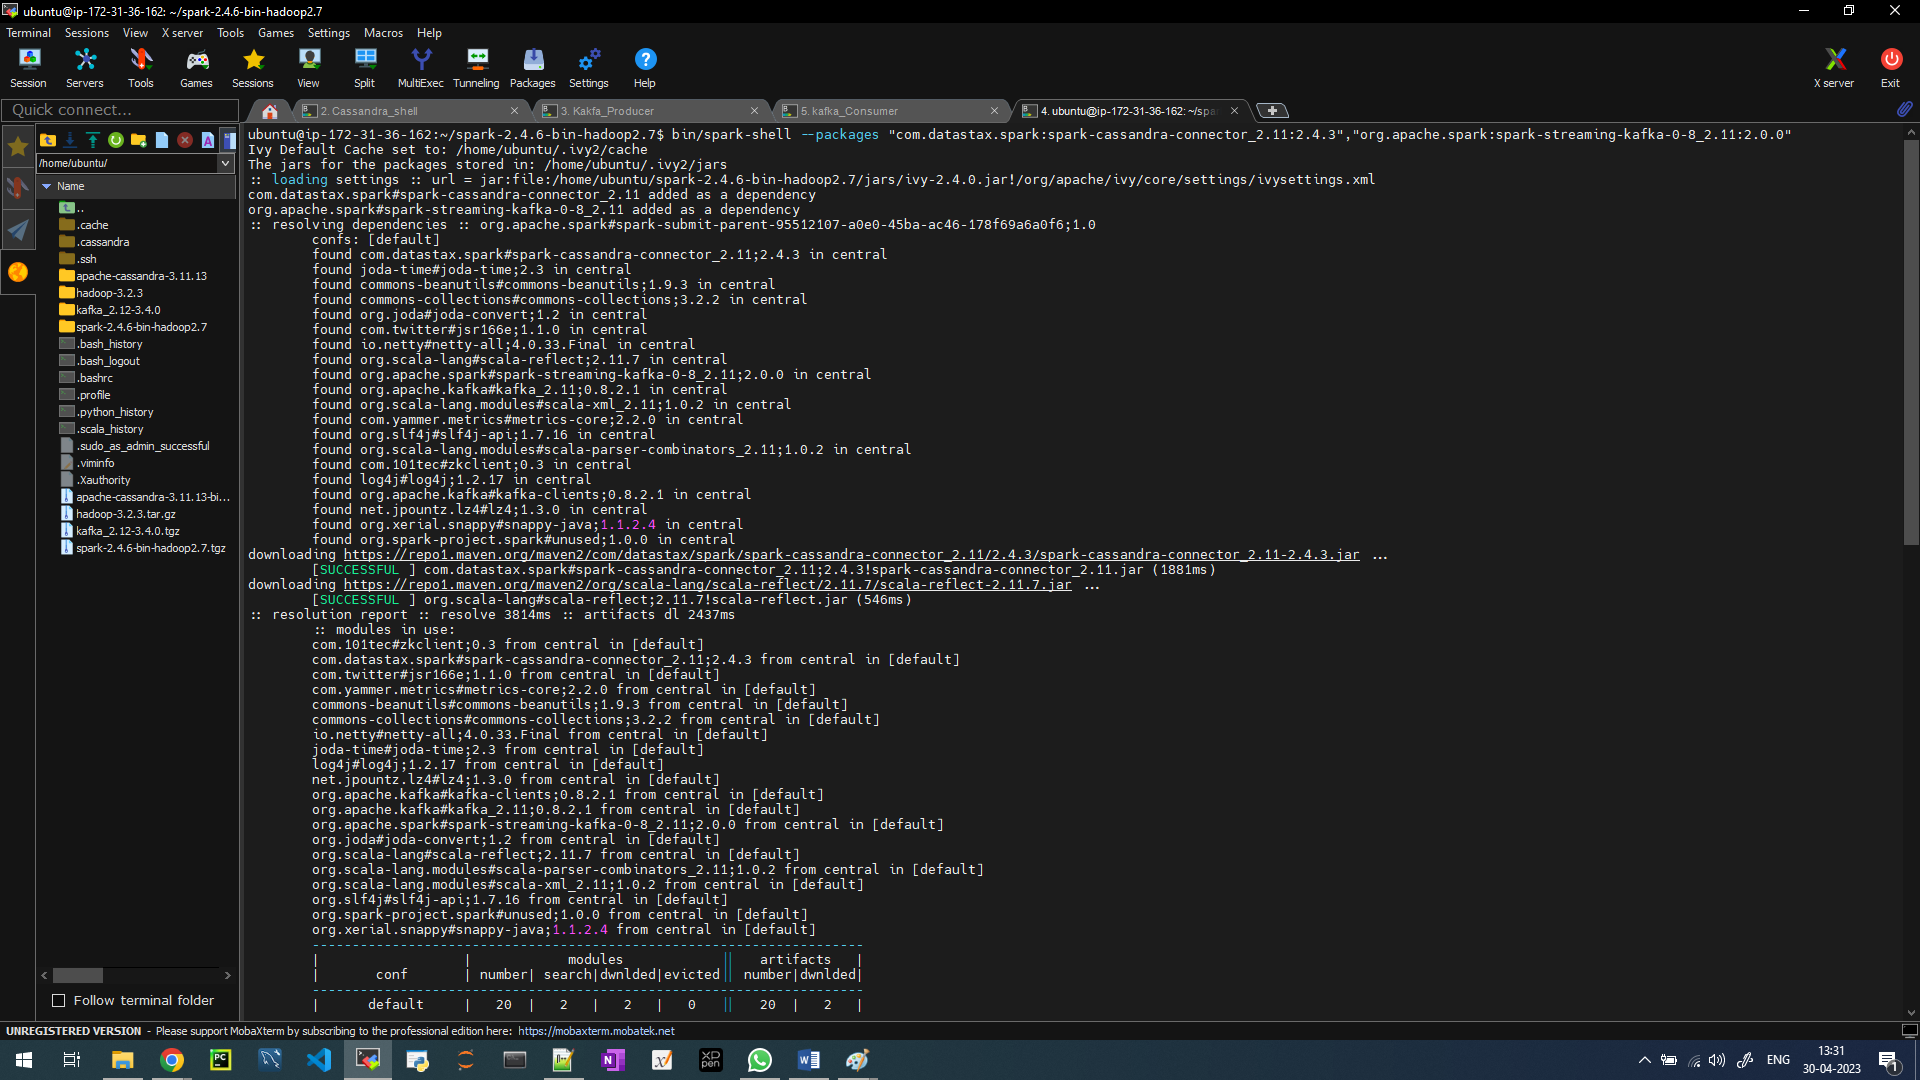 ubuntu@ip-172-31-36-162: ~/spark-2.4.6-bin-hadoop2.7
Terminal Sessions View X server Tools Games Settings Macros Help
Session Servers Tools Games Sessions View Split MultiExec Tunneling Packages Settings Help X server Exit
Quick connect...
2. Cassandra_shell
3. Kakfa_Producer
5. kafka_Consumer
4. ubuntu@ip-172-31-36-162: ~/spa
/home/ubuntu/
Name
..
.cache
.cassandra
.ssh
apache-cassandra-3.11.13
hadoop-3.2.3
kafka_2.12-3.4.0
spark-2.4.6-bin-hadoop2.7
.bash_history
.bash_logout
.bashrc
.profile
.python_history
.scala_history
.sudo_as_admin_successful
.viminfo
.Xauthority
apache-cassandra-3.11.13-bi...
hadoop-3.2.3.tar.gz
kafka_2.12-3.4.0.tgz
spark-2.4.6-bin-hadoop2.7.tgz
Follow terminal folder
ubuntu@ip-172-31-36-162:~/spark-2.4.6-bin-hadoop2.7$ bin/spark-shell --packages "com.datastax.spark:spark-cassandra-connector_2.11:2.4.3","org.apache.spark:spark-streaming-kafka-0-8_2.11:2.0.0"
Ivy Default Cache set to: /home/ubuntu/.ivy2/cache
The jars for the packages stored in: /home/ubuntu/.ivy2/jars
:: loading settings :: url = jar:file:/home/ubuntu/spark-2.4.6-bin-hadoop2.7/jars/ivy-2.4.0.jar!/org/apache/ivy/core/settings/ivysettings.xml
com.datastax.spark#spark-cassandra-connector_2.11 added as a dependency
org.apache.spark#spark-streaming-kafka-0-8_2.11 added as a dependency
:: resolving dependencies :: org.apache.spark#spark-submit-parent-95512107-a0e0-45ba-ac46-178f69a6a0f6;1.0
confs: [default]
found com.datastax.spark#spark-cassandra-connector_2.11;2.4.3 in central
found joda-time#joda-time;2.3 in central
found commons-beanutils#commons-beanutils;1.9.3 in central
found commons-collections#commons-collections;3.2.2 in central
found org.joda#joda-convert;1.2 in central
found com.twitter#jsr166e;1.1.0 in central
found io.netty#netty-all;4.0.33.Final in central
found org.scala-lang#scala-reflect;2.11.7 in central
found org.apache.spark#spark-streaming-kafka-0-8_2.11;2.0.0 in central
found org.apache.kafka#kafka_2.11;0.8.2.1 in central
found org.scala-lang.modules#scala-xml_2.11;1.0.2 in central
found com.yammer.metrics#metrics-core;2.2.0 in central
found org.slf4j#slf4j-api;1.7.16 in central
found org.scala-lang.modules#scala-parser-combinators_2.11;1.0.2 in central
found com.101tec#zkclient;0.3 in central
found log4j#log4j;1.2.17 in central
found org.apache.kafka#kafka-clients;0.8.2.1 in central
found net.jpountz.lz4#lz4;1.3.0 in central
found org.xerial.snappy#snappy-java;1.1.2.4 in central
found org.spark-project.spark#unused;1.0.0 in central
downloading https://repo1.maven.org/maven2/com/datastax/spark/spark-cassandra-connector_2.11/2.4.3/spark-cassandra-connector_2.11-2.4.3.jar ...
[SUCCESSFUL ] com.datastax.spark#spark-cassandra-connector_2.11;2.4.3!spark-cassandra-connector_2.11.jar (1881ms)
downloading https://repo1.maven.org/maven2/org/scala-lang/scala-reflect/2.11.7/scala-reflect-2.11.7.jar ...
[SUCCESSFUL ] org.scala-lang#scala-reflect;2.11.7!scala-reflect.jar (546ms)
:: resolution report :: resolve 3814ms :: artifacts dl 2437ms
:: modules in use:
com.101tec#zkclient;0.3 from central in [default]
com.datastax.spark#spark-cassandra-connector_2.11;2.4.3 from central in [default]
com.twitter#jsr166e;1.1.0 from central in [default]
com.yammer.metrics#metrics-core;2.2.0 from central in [default]
commons-beanutils#commons-beanutils;1.9.3 from central in [default]
commons-collections#commons-collections;3.2.2 from central in [default]
io.netty#netty-all;4.0.33.Final from central in [default]
joda-time#joda-time;2.3 from central in [default]
log4j#log4j;1.2.17 from central in [default]
net.jpountz.lz4#lz4;1.3.0 from central in [default]
org.apache.kafka#kafka-clients;0.8.2.1 from central in [default]
org.apache.kafka#kafka_2.11;0.8.2.1 from central in [default]
org.apache.spark#spark-streaming-kafka-0-8_2.11;2.0.0 from central in [default]
org.joda#joda-convert;1.2 from central in [default]
org.scala-lang#scala-reflect;2.11.7 from central in [default]
org.scala-lang.modules#scala-parser-combinators_2.11;1.0.2 from central in [default]
org.scala-lang.modules#scala-xml_2.11;1.0.2 from central in [default]
org.slf4j#slf4j-api;1.7.16 from central in [default]
org.spark-project.spark#unused;1.0.0 from central in [default]
org.xerial.snappy#snappy-java;1.1.2.4 from central in [default]
---------------------------------------------------------------------
| | modules || artifacts |
| conf | number| search|dwnlded|evicted|| number|dwnlded|
---------------------------------------------------------------------
| default | 20 | 2 | 2 | 0 || 20 | 2 |
UNREGISTERED VERSION - Please support MobaXterm by subscribing to the professional edition here: https://mobaxterm.mobatek.net
ENG
13:31
30-04-2023
1